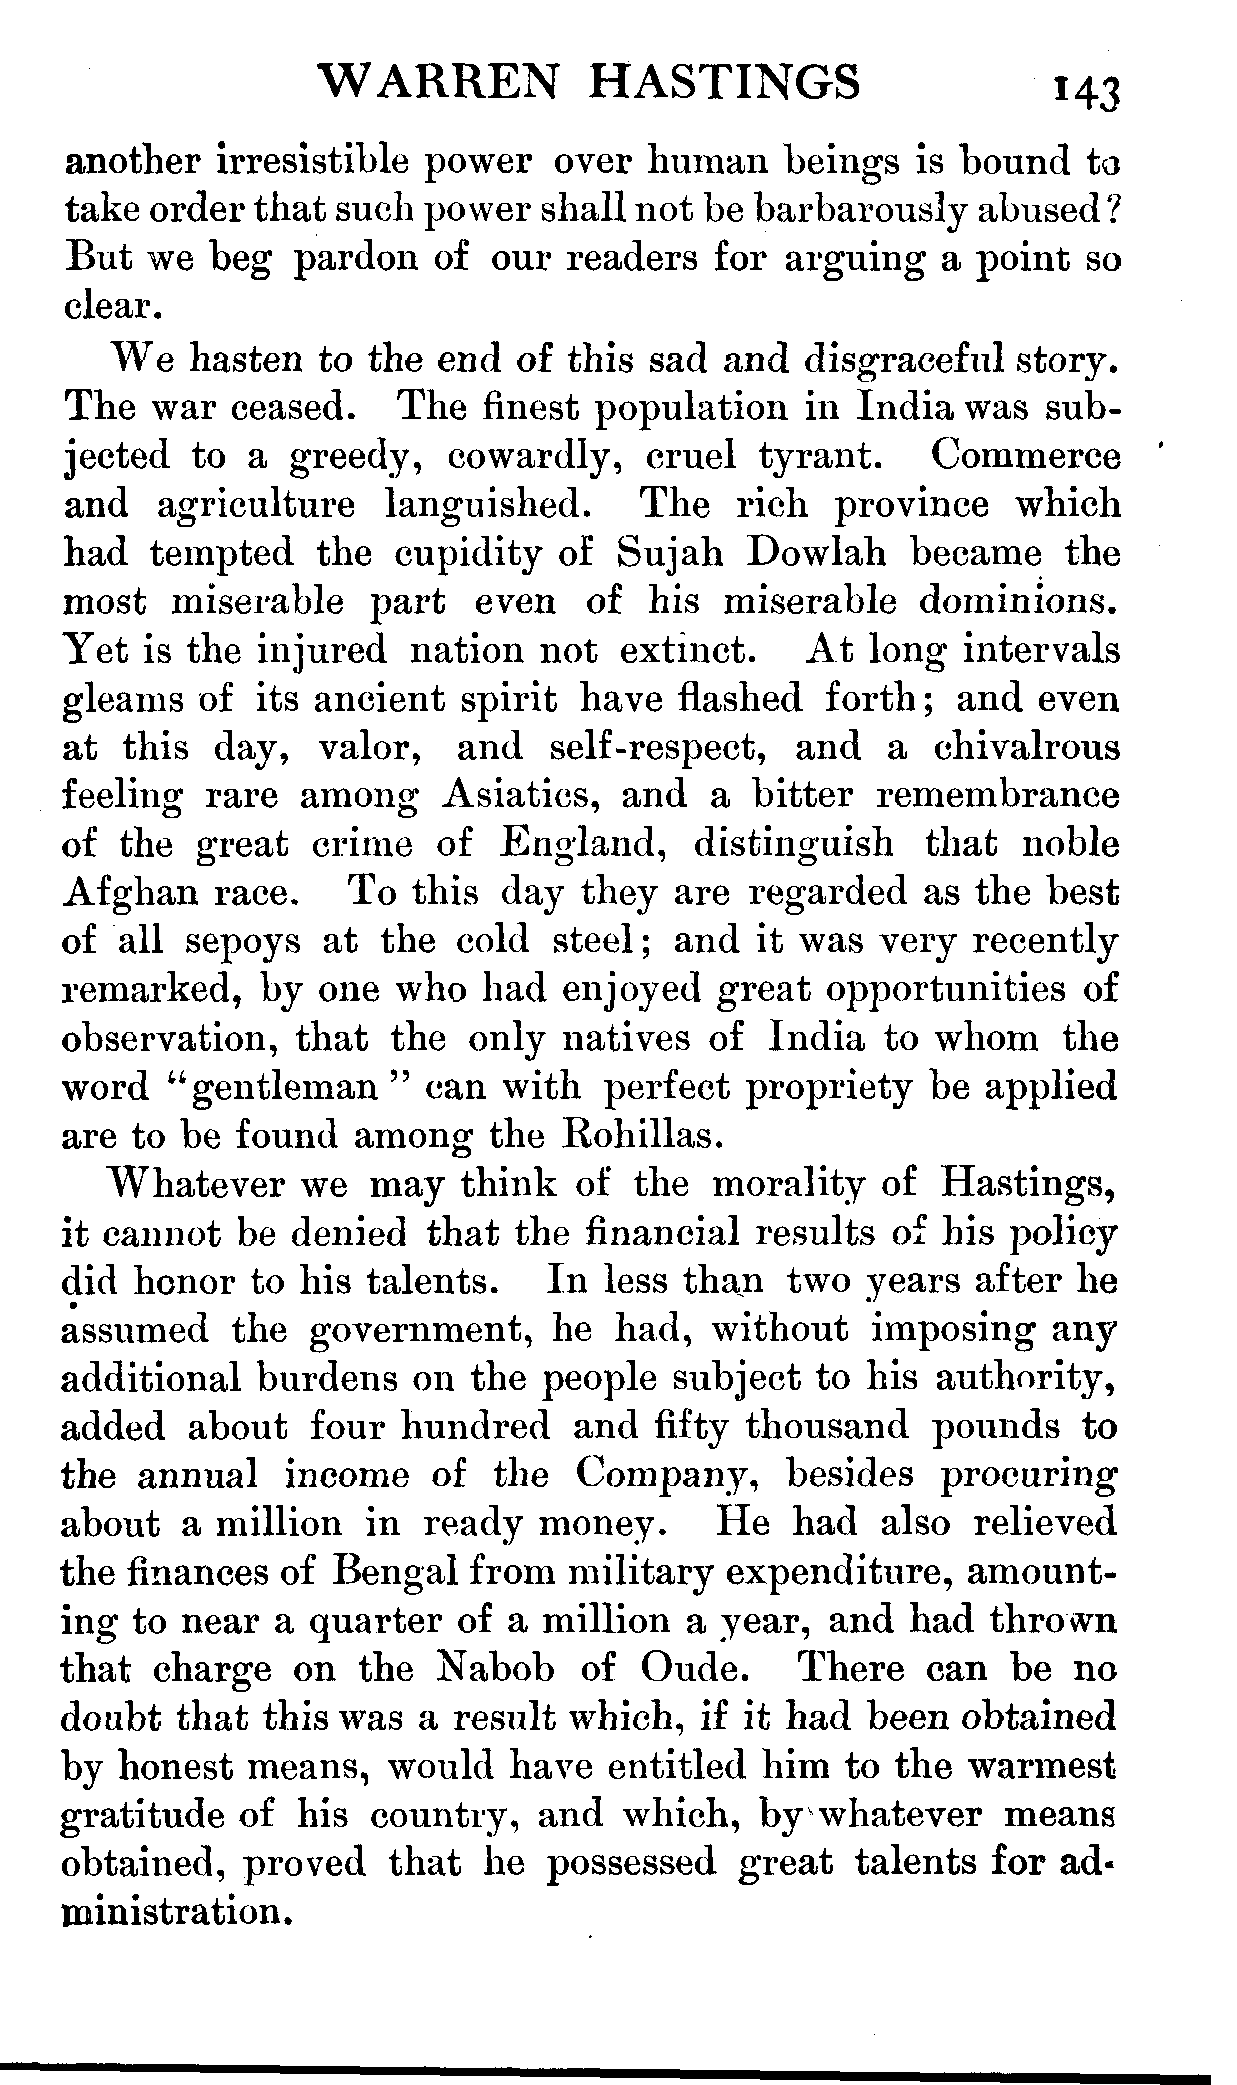 WARREN HASTINGS 143
another irresistible power over human beings is bound to
take order that such power shall not be barbarously abused?
But we beg pardon of our readers for arguing a point so
clear.
We hasten to the end of this sad and disgraceful story.
The war ceased. The finest population in India was sub-
jected to a greedy, cowardly, cruel tyrant. Commerce
and agriculture languished. The rich province which
had tempted the cupidity of Sujah Dowlah became the
most miserable part even of his miserable dominions.
Yet is the injured nation not extinct. At long intervals
gleams of its ancient spirit have flashed forth; and even
at this day, valor, and self-respect, and a chivalrous
feeling rare among Asiatics, and a bitter remembrance
of the great crime of England, distinguish that noble
Afghan race. To this day they are regarded as the best
of all sepoys at the cold steel; and it was very recently
remarked, by one who had enjoyed great opportunities of
observation, that the only natives of India to whom the
word "gentleman" can with perfect propriety be applied
are to be found among the Rohillas.
Whatever we may think of the morality of Hastings,
it cannot be denied that the financial results of his policy
did honor to his talents. In less than two years after he
assumed the government, he had, without imposing any
additional burdens on the people subject to his authority,
added about four hundred and fifty thousand pounds to
the annual income of the Company, besides procuring
about a million in ready money. He had also relieved
the finances of Bengal from military expenditure, amount-
ing to near a quarter of a million a year, and had thrown
that charge on the Nabob of Oude. There can be no
doubt that this was a result which, if it had been obtained
by honest means, would have entitled him to the warmest
gratitude of his country, and which, by whatever means
obtained, proved that he possessed great talents for ad-
ministration.